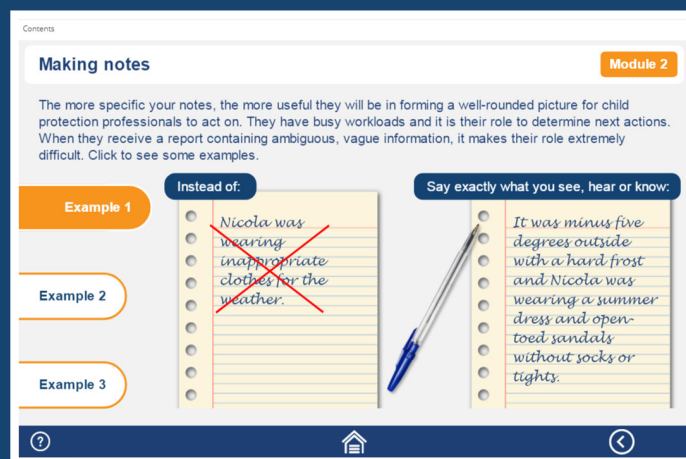 Contents
Making notes
Module 2
The more specific your notes, the more useful they will be in forming a well-rounded picture for child
protection professionals to act on. They have busy workloads and it is their role to determine next actions.
When they receive a report containing ambiguous, vague information, it makes their role extremely
difficult. Click to see some examples.
Example 1
Example 2
Example 3
Instead of:
Nicola was
wearing
inappropriate
clothes for the
weather.
Say exactly what you see, hear or know:
It was minus five
degrees outside
with a hard frost
and Nicola was
wearing a summer
dress and open-
toed sandals
without socks or
tights.
?